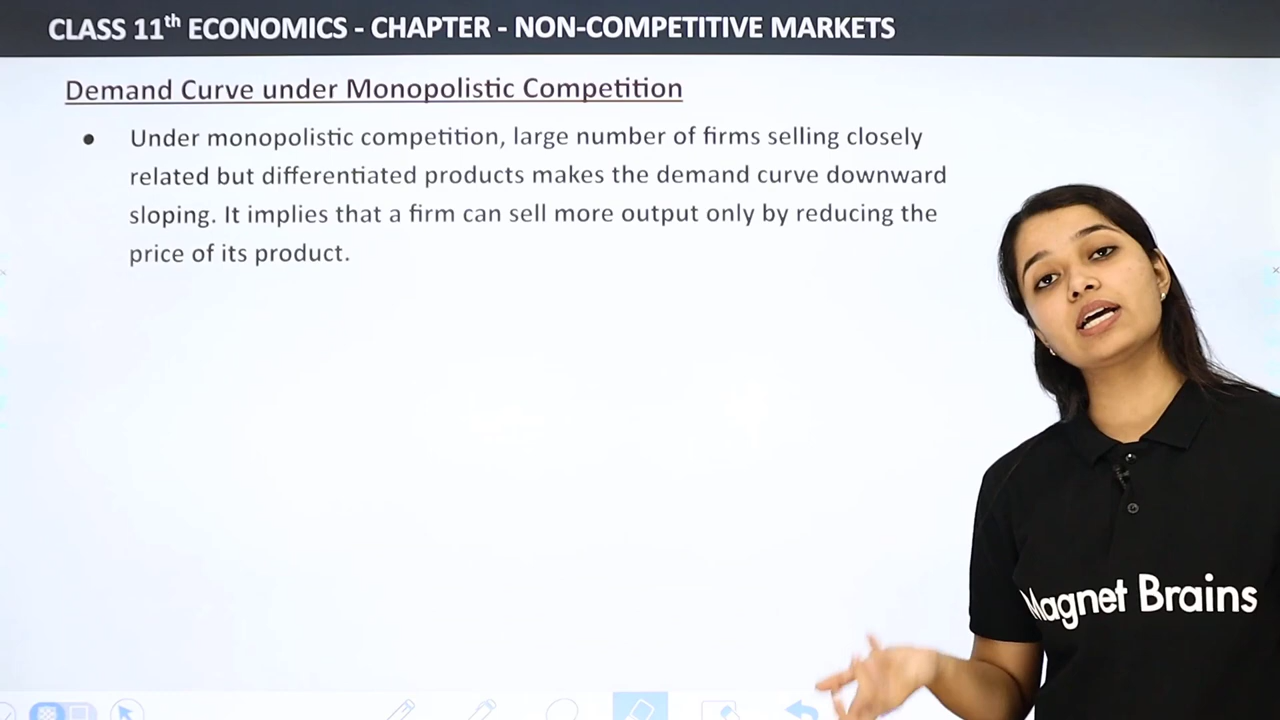 CLASS 11th ECONOMICS - CHAPTER - NON-COMPETITIVE MARKETS
Demand Curve under Monopolistic Competition
• Under monopolistic competition, large number of firms selling closely
related but differentiated products makes the demand curve downward
sloping. It implies that a firm can sell more output only by reducing the
price of its product.
Magnet Brains